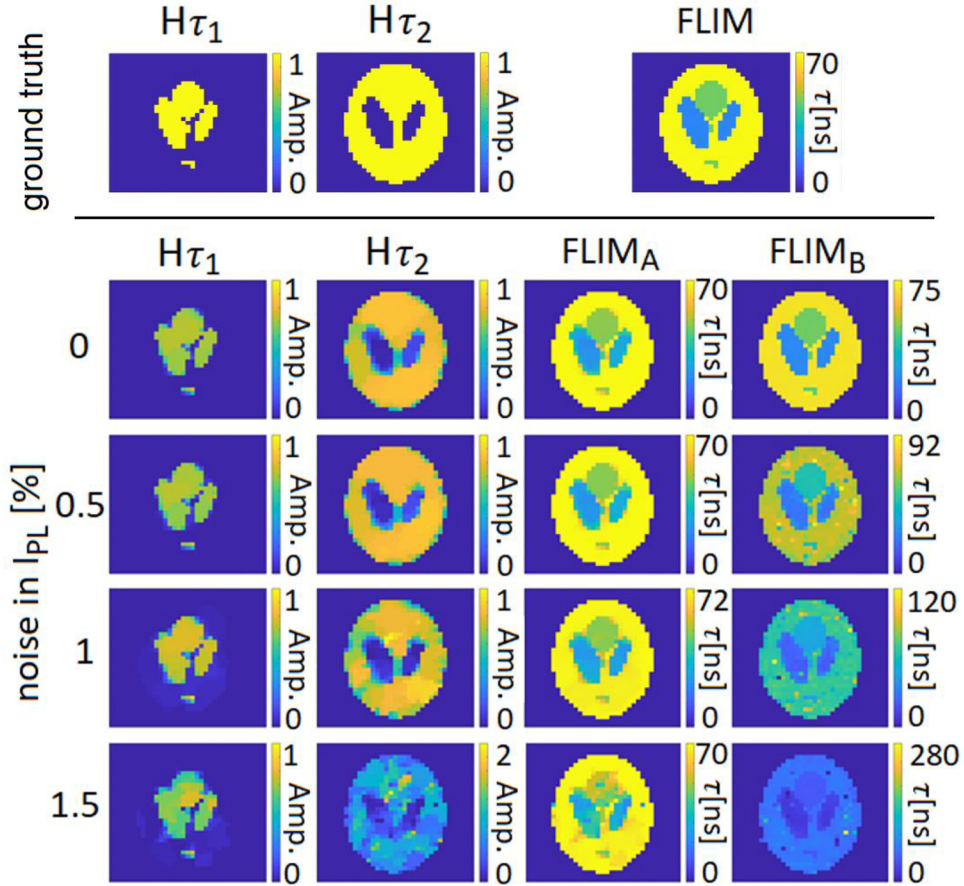 Hτ1 Hτ2 FLIM
ground truth
1 Amp. 0
1 Amp. 0
70 τ[ns] 0
Hτ1 Hτ2 FLIMA FLIMB
noise in IPL [%]
0
1 Amp. 0
1 Amp. 0
70 τ[ns] 0
75 τ[ns] 0
0.5
1 Amp. 0
1 Amp. 0
70 τ[ns] 0
92 τ[ns] 0
1
1 Amp. 0
1 Amp. 0
72 τ[ns] 0
120 τ[ns] 0
1.5
1 Amp. 0
2 Amp. 0
70 τ[ns] 0
280 τ[ns] 0